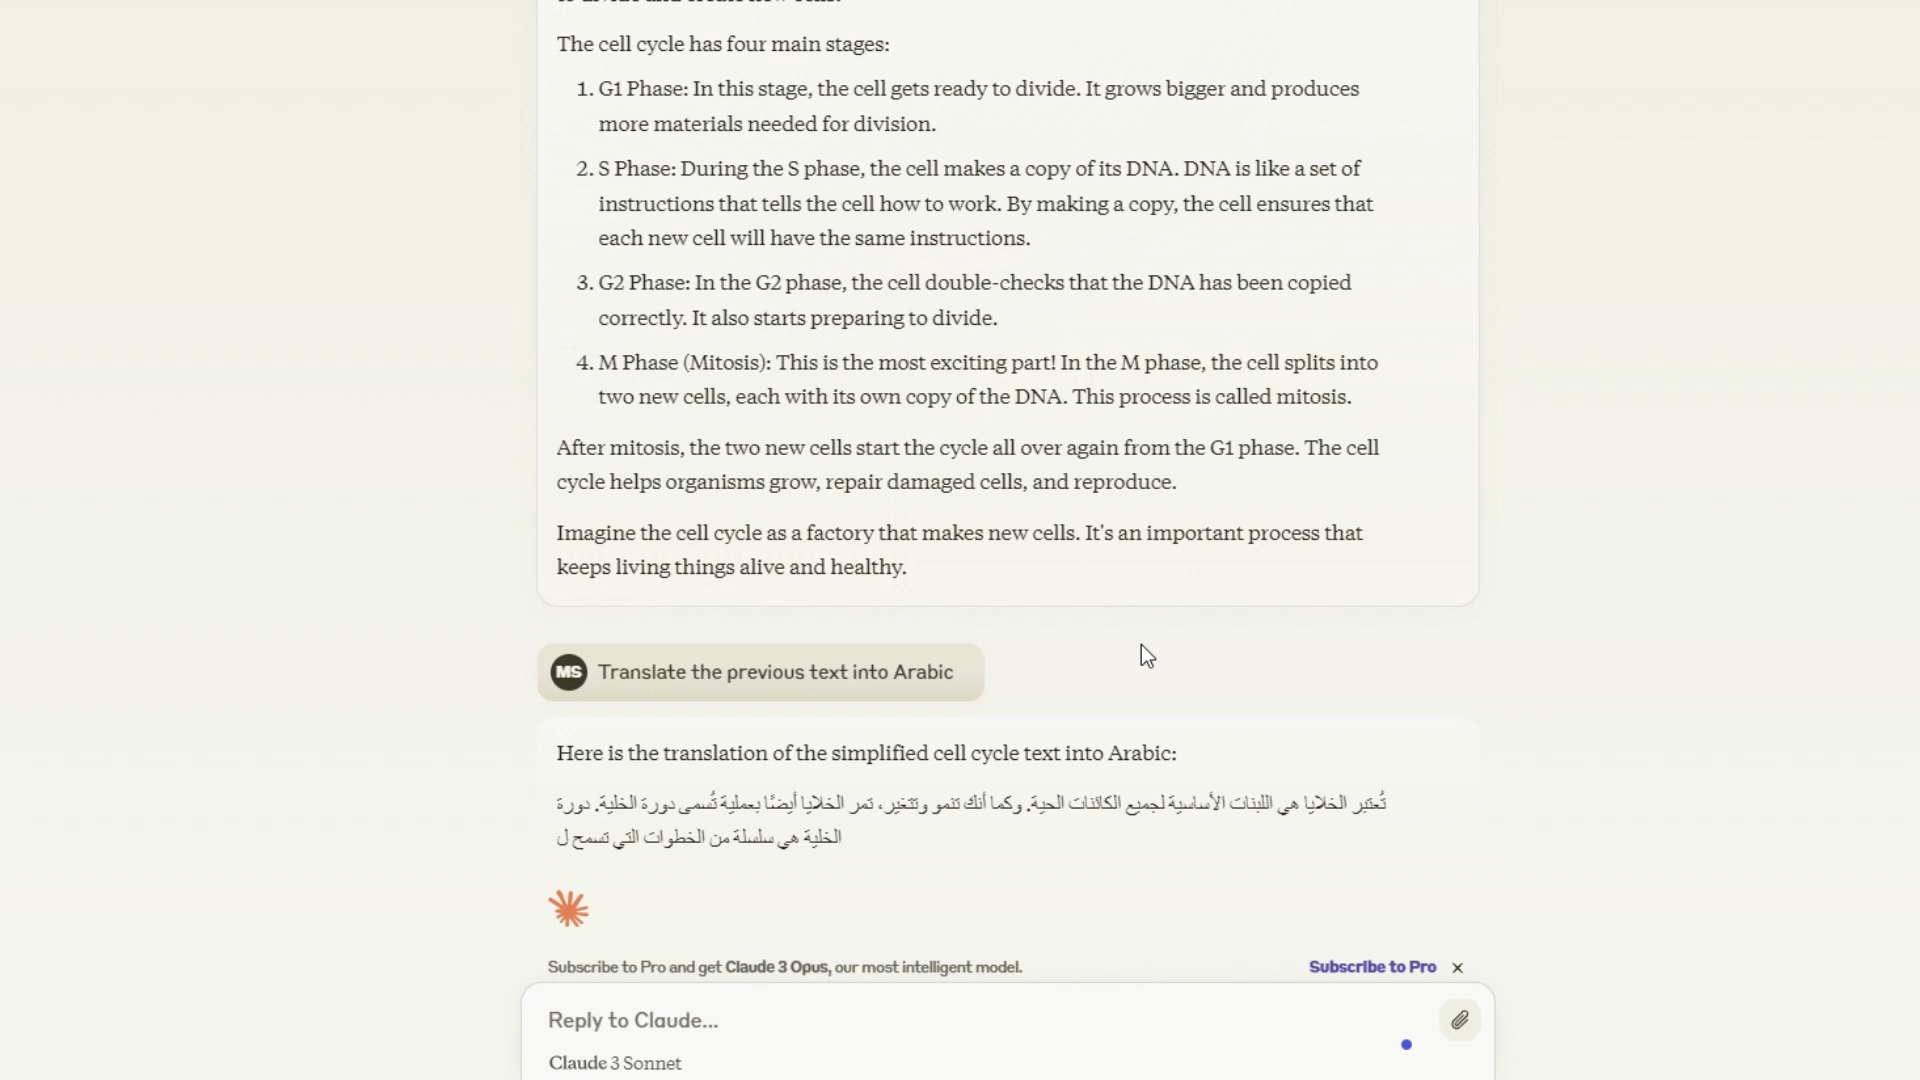 to divide and create new cells.
The cell cycle has four main stages:
1. G1 Phase: In this stage, the cell gets ready to divide. It grows bigger and produces
more materials needed for division.
2. S Phase: During the S phase, the cell makes a copy of its DNA. DNA is like a set of
instructions that tells the cell how to work. By making a copy, the cell ensures that
each new cell will have the same instructions.
3. G2 Phase: In the G2 phase, the cell double-checks that the DNA has been copied
correctly. It also starts preparing to divide.
4. M Phase (Mitosis): This is the most exciting part! In the M phase, the cell splits into
two new cells, each with its own copy of the DNA. This process is called mitosis.
After mitosis, the two new cells start the cycle all over again from the G1 phase. The cell
cycle helps organisms grow, repair damaged cells, and reproduce.
Imagine the cell cycle as a factory that makes new cells. It's an important process that
keeps living things alive and healthy.
MS Translate the previous text into Arabic
Here is the translation of the simplified cell cycle text into Arabic:
تُعتبر الخلايا هي اللبنات الأساسية لجميع الكائنات الحية. وكما أنك تنمو وتتغير، تمر الخلايا أيضًا بعملية تُسمى دورة الخلية. دورة
الخلية هي سلسلة من الخطوات التي تسمح ل
Subscribe to Pro and get Claude 3 Opus, our most intelligent model.
Subscribe to Pro ×
Reply to Claude...
Claude 3 Sonnet